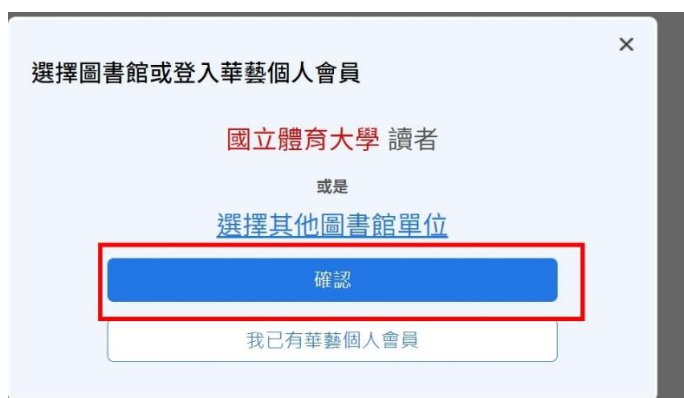 選擇圖書館或登入華藝個人會員
國立體育大學 讀者
或是
選擇其他圖書館單位
確認
我已有華藝個人會員